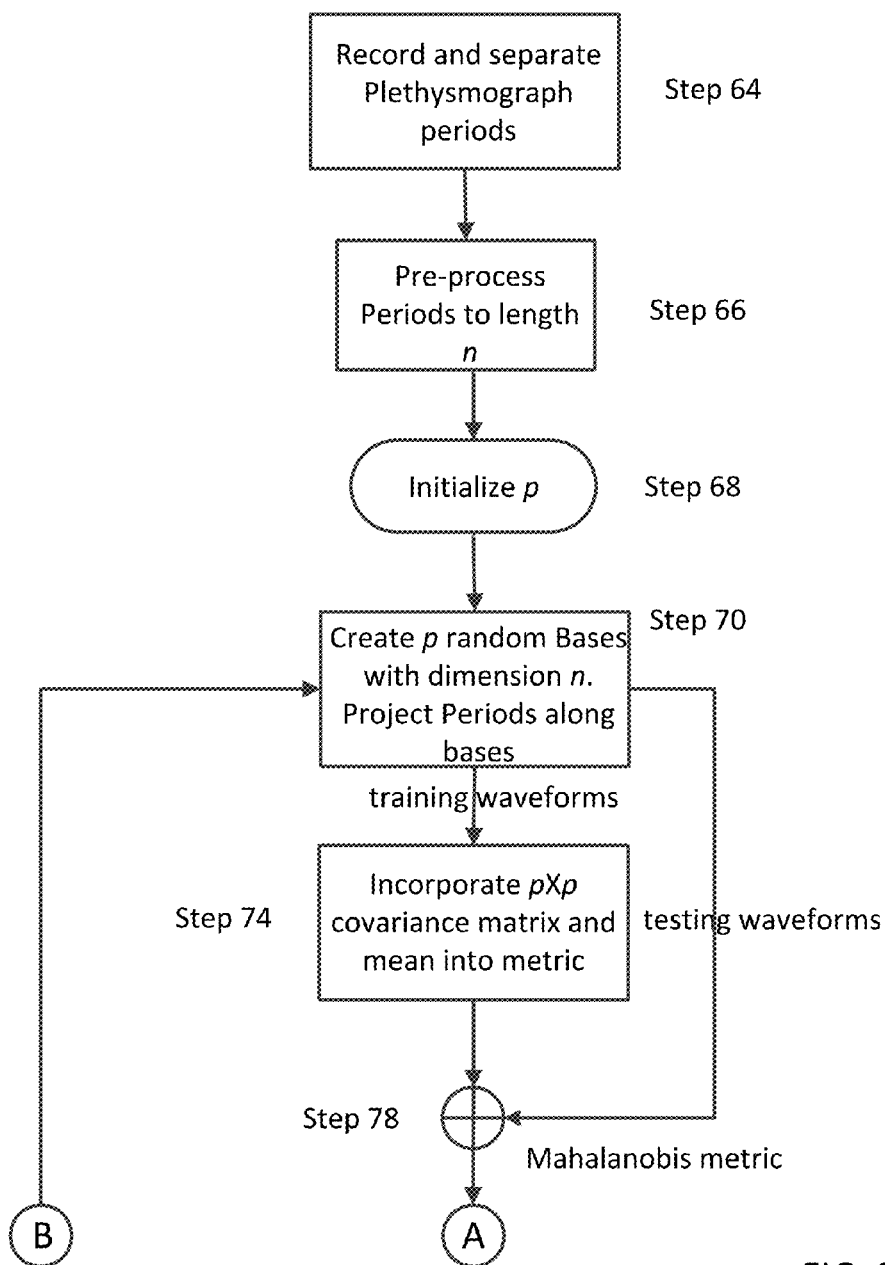 Record and separate
Plethysmograph
periods
Step 64
Pre-process
Periods to length
n
Step 66
Initialize p
Step 68
Step 70
Create p random Bases
with dimension n.
Project Periods along
bases
training waveforms
Step 74
Incorporate pXp
covariance matrix and
mean into metric
testing waveforms
Step 78
Mahalanobis metric
B
A